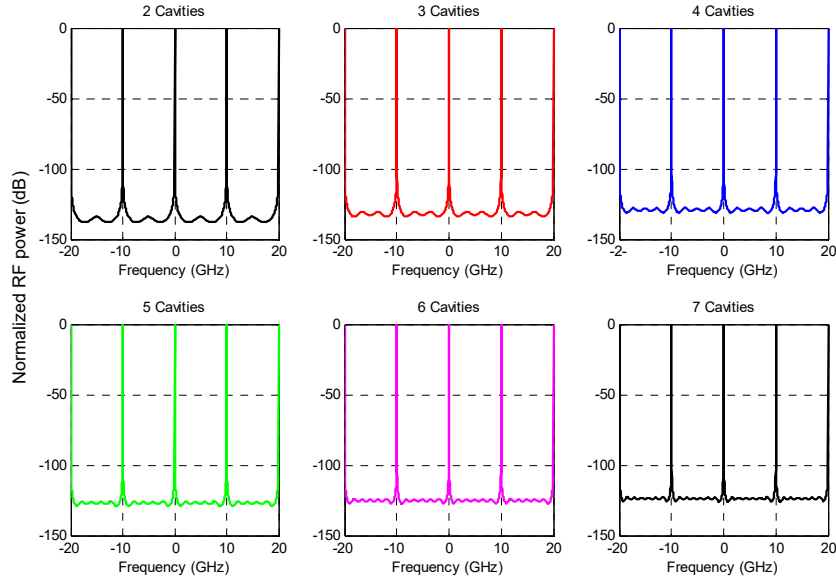 2 Cavities 3 Cavities 4 Cavities
0 0 0
-50 -50 -50
-100 -100 -100
-150 -150 -150
-20 -10 0 10 20 -20 -10 0 10 20 -2- -10 0 10 20
Frequency (GHz) Frequency (GHz) Frequency (GHz)
Normalized RF power (dB)
5 Cavities 6 Cavities 7 Cavities
0 0 0
-50 -50 -50
-100 -100 -100
-150 -150 -150
-20 -10 0 10 20 -20 -10 0 10 20 -2- -10 0 10 20
Frequency (GHz) Frequency (GHz) Frequency (GHz)